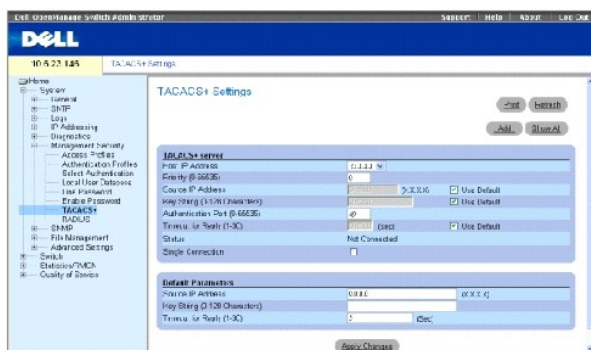 Dell OpenManage Switch Administrator
Support | Help | About | Log Out
DELL
10.6.23.146
TACACS+ Settings
Home
System
General
SNTP
Logs
IP Addressing
Diagnostics
Management Security
Access Profiles
Authentication Profiles
Select Authentication
Local User Database
Line Password
Enable Password
TACACS+
RADIUS
SNMP
File Management
Advanced Settings
Switch
Statistics/RMON
Quality of Service
TACACS+ Settings
Print Refresh
Add Show All
TACACS+ server
Host IP Address
Priority (0-65535) 0
Source IP Address (X.X.X.X) Use Default
Key String (0-128 Characters) Use Default
Authentication Port (0-65535) 49
Timeout for Reply (1-30) (sec) Use Default
Status Not Connected
Single Connection
Default Parameters
Source IP Address 0.0.0.0 (X.X.X.X)
Key String (0-128 Characters)
Timeout for Reply (1-30) 5 (Sec)
Apply Changes